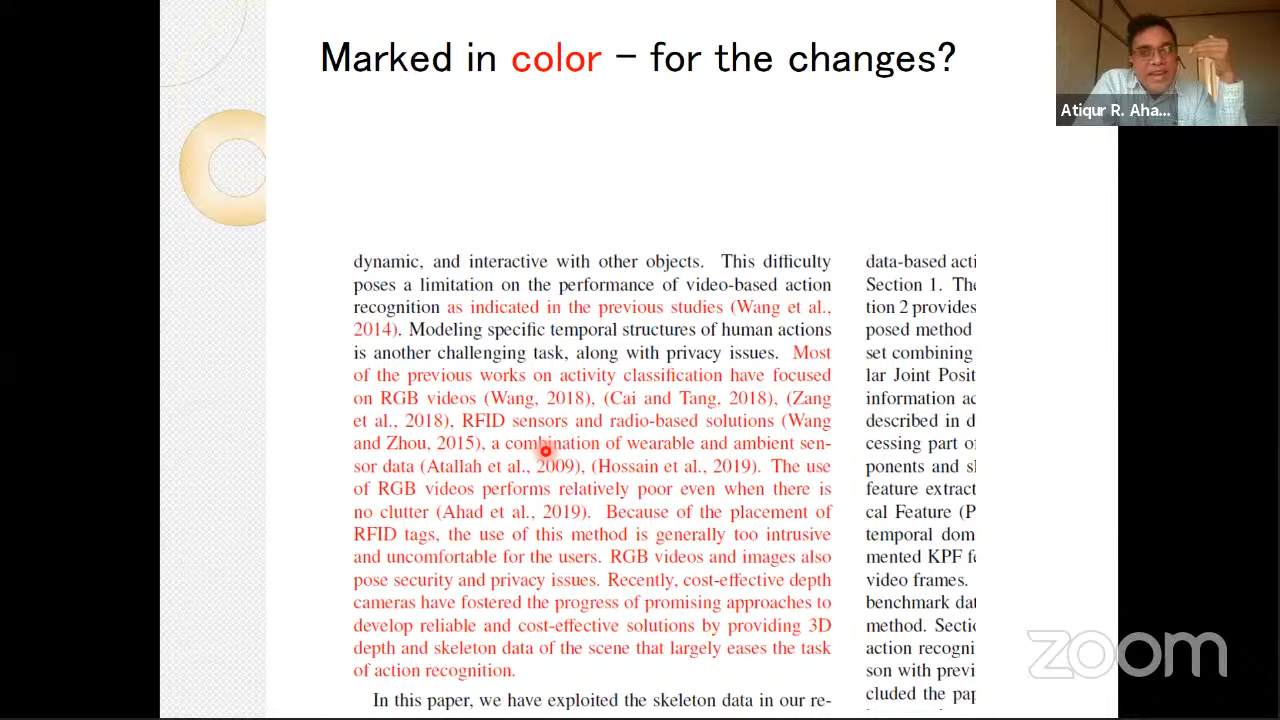 Marked in color – for the changes?
Atiqur R. Aha...
dynamic, and interactive with other objects. This difficulty
poses a limitation on the performance of video-based action
recognition as indicated in the previous studies (Wang et al.,
2014). Modeling specific temporal structures of human actions
is another challenging task, along with privacy issues. Most
of the previous works on activity classification have focused
on RGB videos (Wang, 2018), (Cai and Tang, 2018), (Zang
et al., 2018), RFID sensors and radio-based solutions (Wang
and Zhou, 2015), a combination of wearable and ambient sen-
sor data (Atallah et al., 2009), (Hossain et al., 2019). The use
of RGB videos performs relatively poor even when there is
no clutter (Ahad et al., 2019). Because of the placement of
RFID tags, the use of this method is generally too intrusive
and uncomfortable for the users. RGB videos and images also
pose security and privacy issues. Recently, cost-effective depth
cameras have fostered the progress of promising approaches to
develop reliable and cost-effective solutions by providing 3D
depth and skeleton data of the scene that largely eases the task
of action recognition.
In this paper, we have exploited the skeleton data in our re-
data-based acti
Section 1. The
tion 2 provides
posed method
set combining
lar Joint Posit
information ac
described in d
cessing part of
ponents and sl
feature extract
cal Feature (P
temporal dom
mented KPF fe
video frames.
benchmark dat
method. Sectio
action recogni
son with previ
cluded the pap
zoom